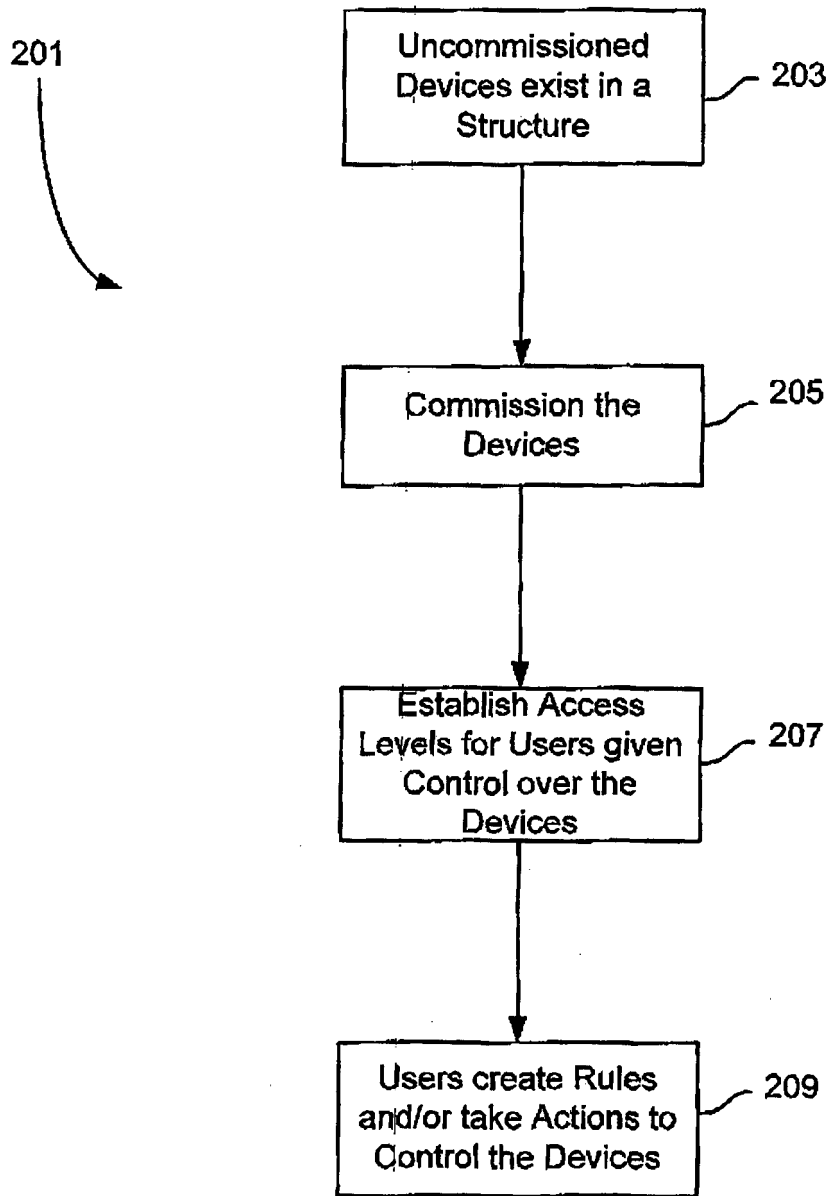 201
Uncommissioned
Devices exist in a
Structure
203
Commission the
Devices
205
Establish Access
Levels for Users given
Control over the
Devices
207
Users create Rules
and/or take Actions to
Control the Devices
209